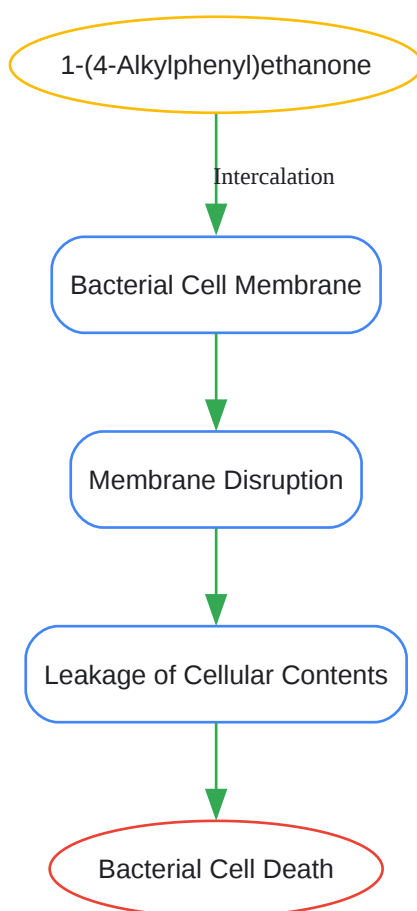 1-(4-Alkylphenyl)ethanone
Intercalation
Bacterial Cell Membrane
Membrane Disruption
Leakage of Cellular Contents
Bacterial Cell Death